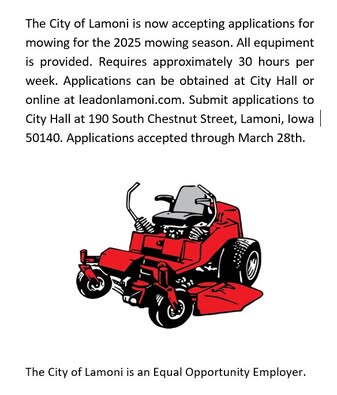 The City of Lamoni is now accepting applications for
mowing for the 2025 mowing season. All equpiment
is provided. Requires approximately 30 hours per
week. Applications can be obtained at City Hall or
online at leadonlamoni.com. Submit applications to
City Hall at 190 South Chestnut Street, Lamoni, Iowa
50140. Applications accepted through March 28th.
The City of Lamoni is an Equal Opportunity Employer.